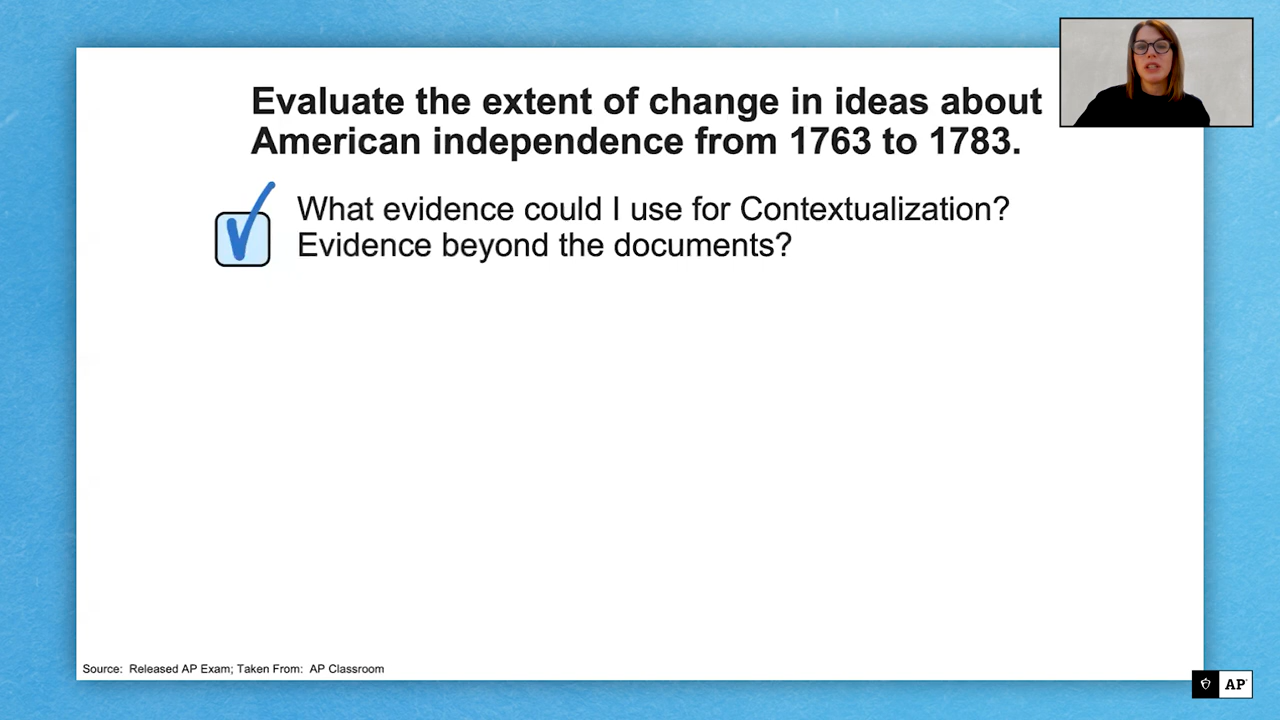 Evaluate the extent of change in ideas about
American independence from 1763 to 1783.
What evidence could I use for Contextualization?
Evidence beyond the documents?
Source: Released AP Exam; Taken From: AP Classroom
AP